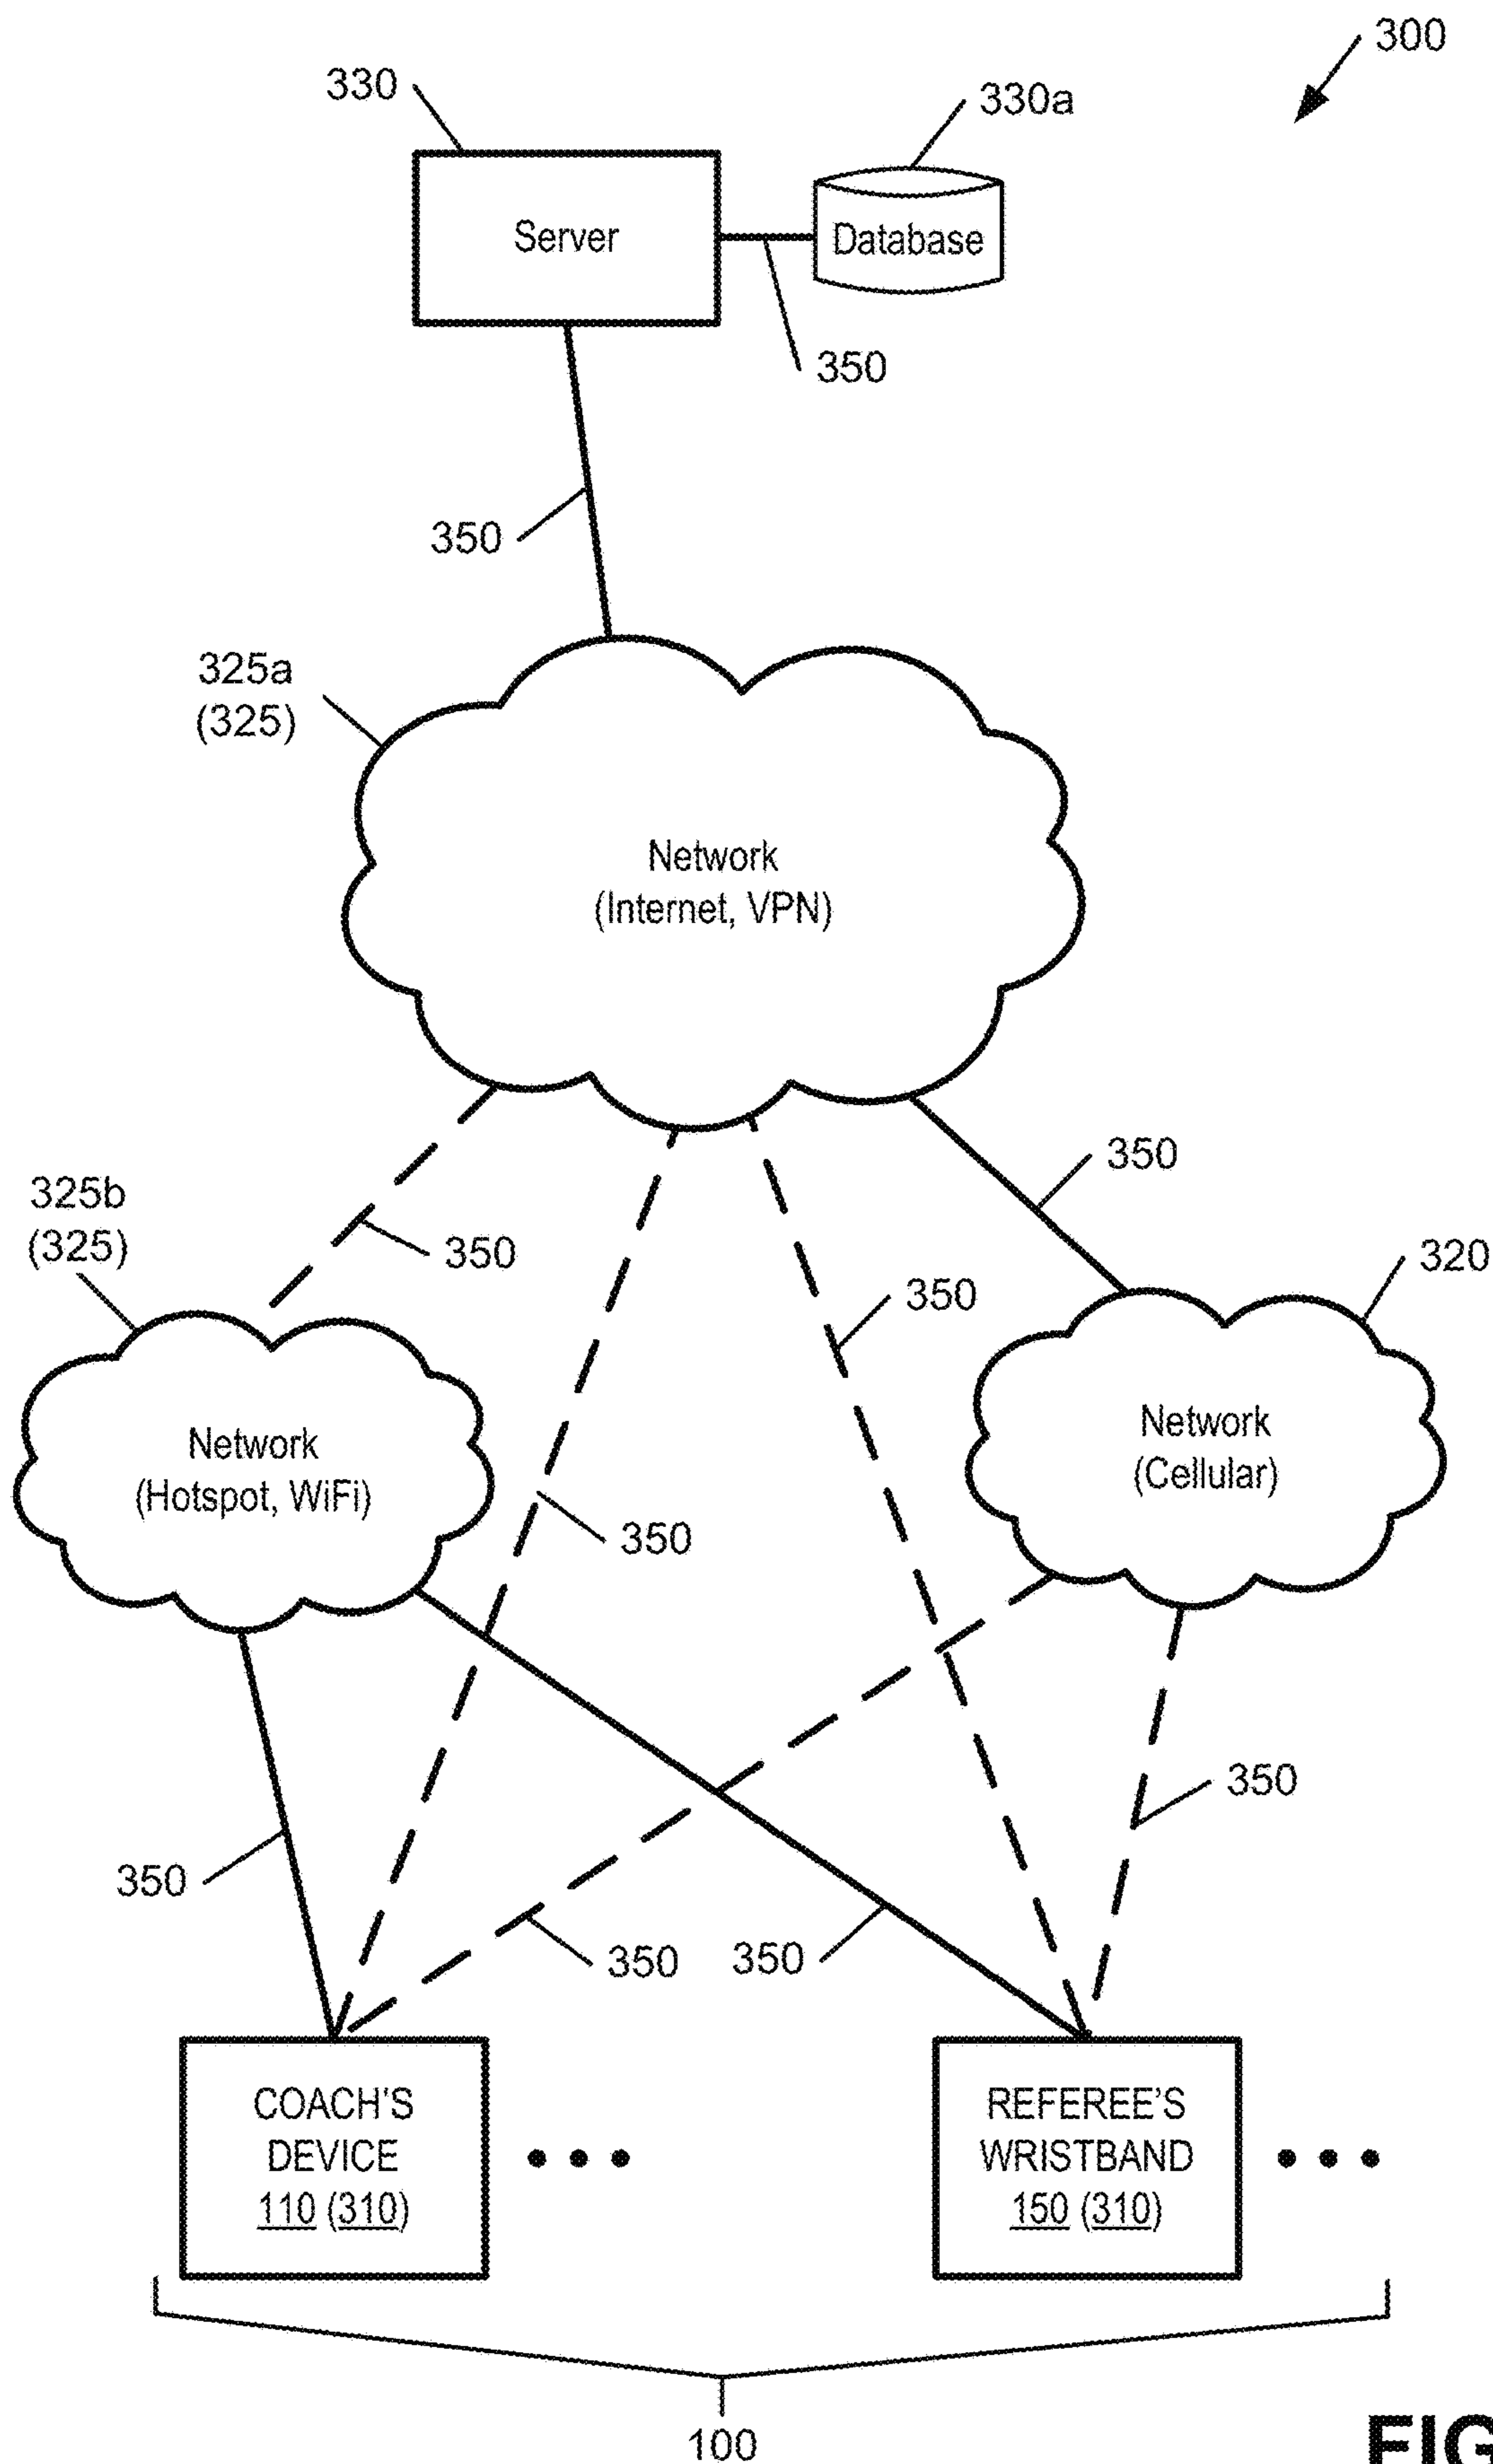 300
330
330a
Server
Database
350
350
325a
(325)
Network
(Internet, VPN)
350
325b
(325)
350
320
350
Network
(Cellular)
Network
(Hotspot, WiFi)
350
350
350
350
350
COACH'S
DEVICE
110 (310)
REFEREE'S
WRISTBAND
150 (310)
100
FIG